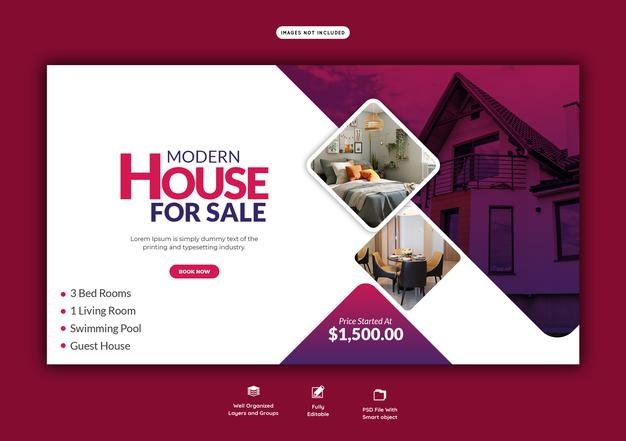 IMAGES NOT INCLUDED
MODERN
HOUSE
FOR SALE
Lorem Ipsum is simply dummy text of the
printing and typesetting industry.
BOOK NOW
3 Bed Rooms
1 Living Room
Swimming Pool
Guest House
Price Started At
$1,500.00
Well Organized
Layers and Groups
Fully
Editable
PSD File With
Smart object